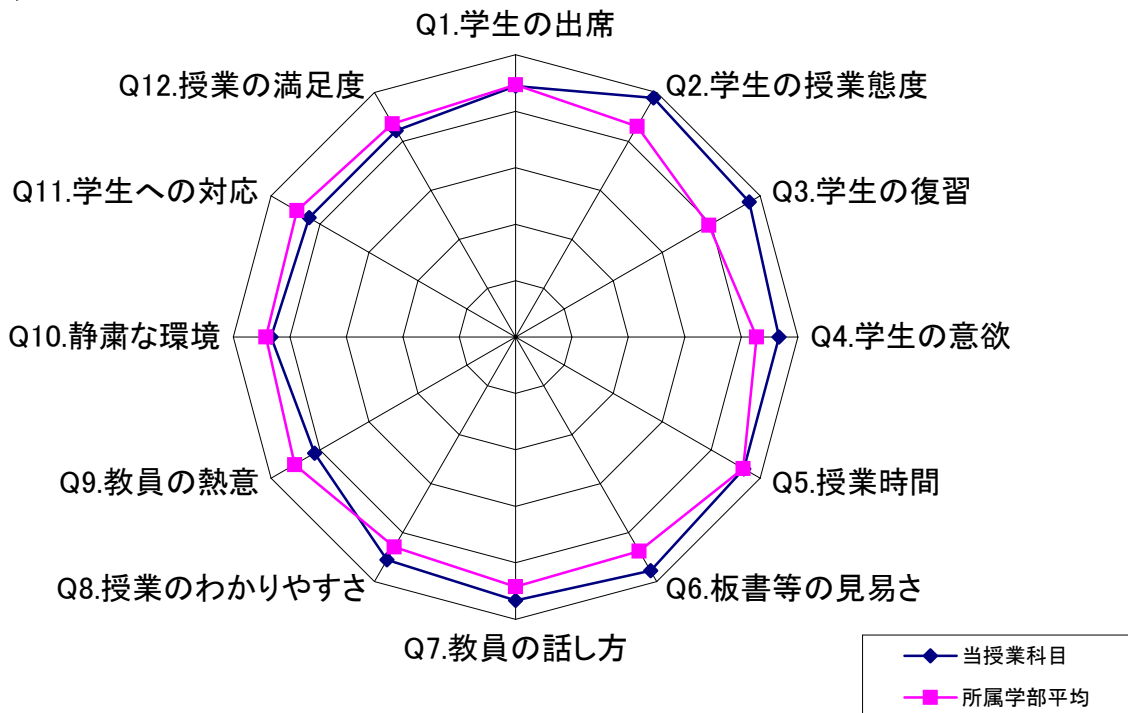 Q1.学生の出席
Q2.学生の授業態度
Q3.学生の復習
Q4.学生の意欲
Q5.授業時間
Q6.板書等の見易さ
Q7.教員の話し方
Q8.授業のわかりやすさ
Q9.教員の熱意
Q10.静粛な環境
Q11.学生への対応
Q12.授業の満足度
当授業科目
所属学部平均